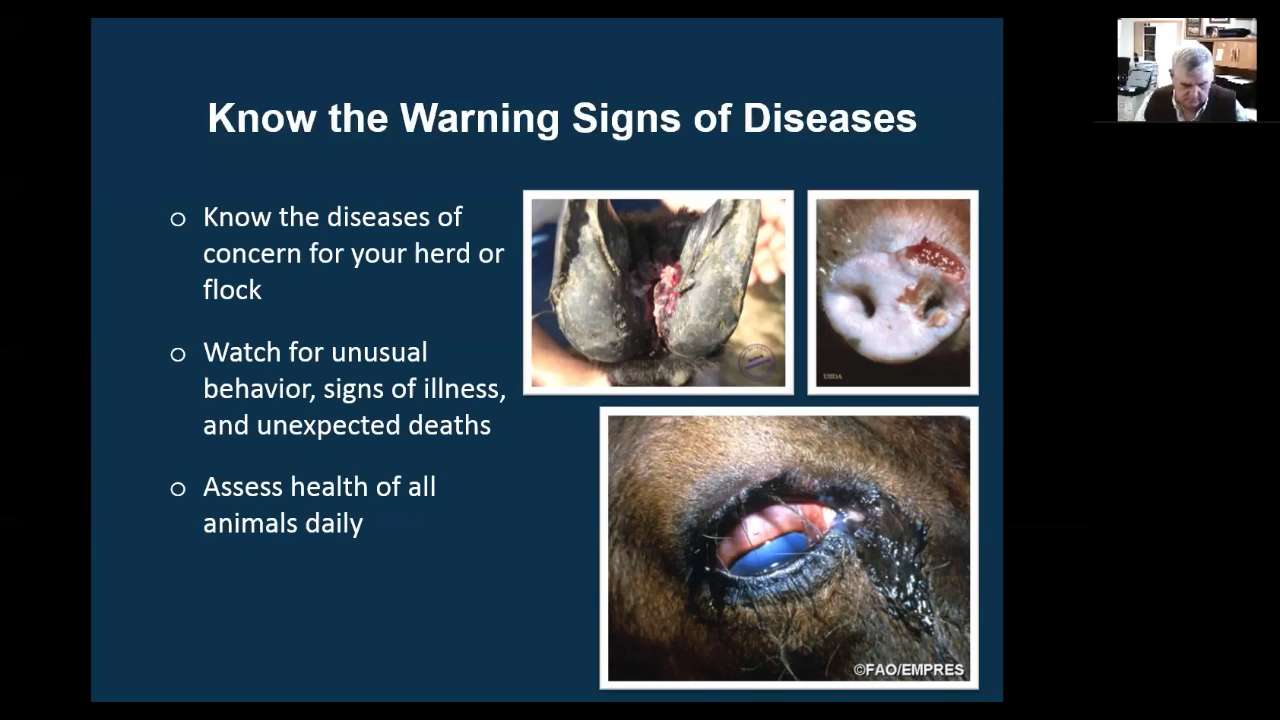 Know the Warning Signs of Diseases
o Know the diseases of
concern for your herd or
flock
o Watch for unusual
behavior, signs of illness,
and unexpected deaths
o Assess health of all
animals daily
USDA
©FAO/EMPRES